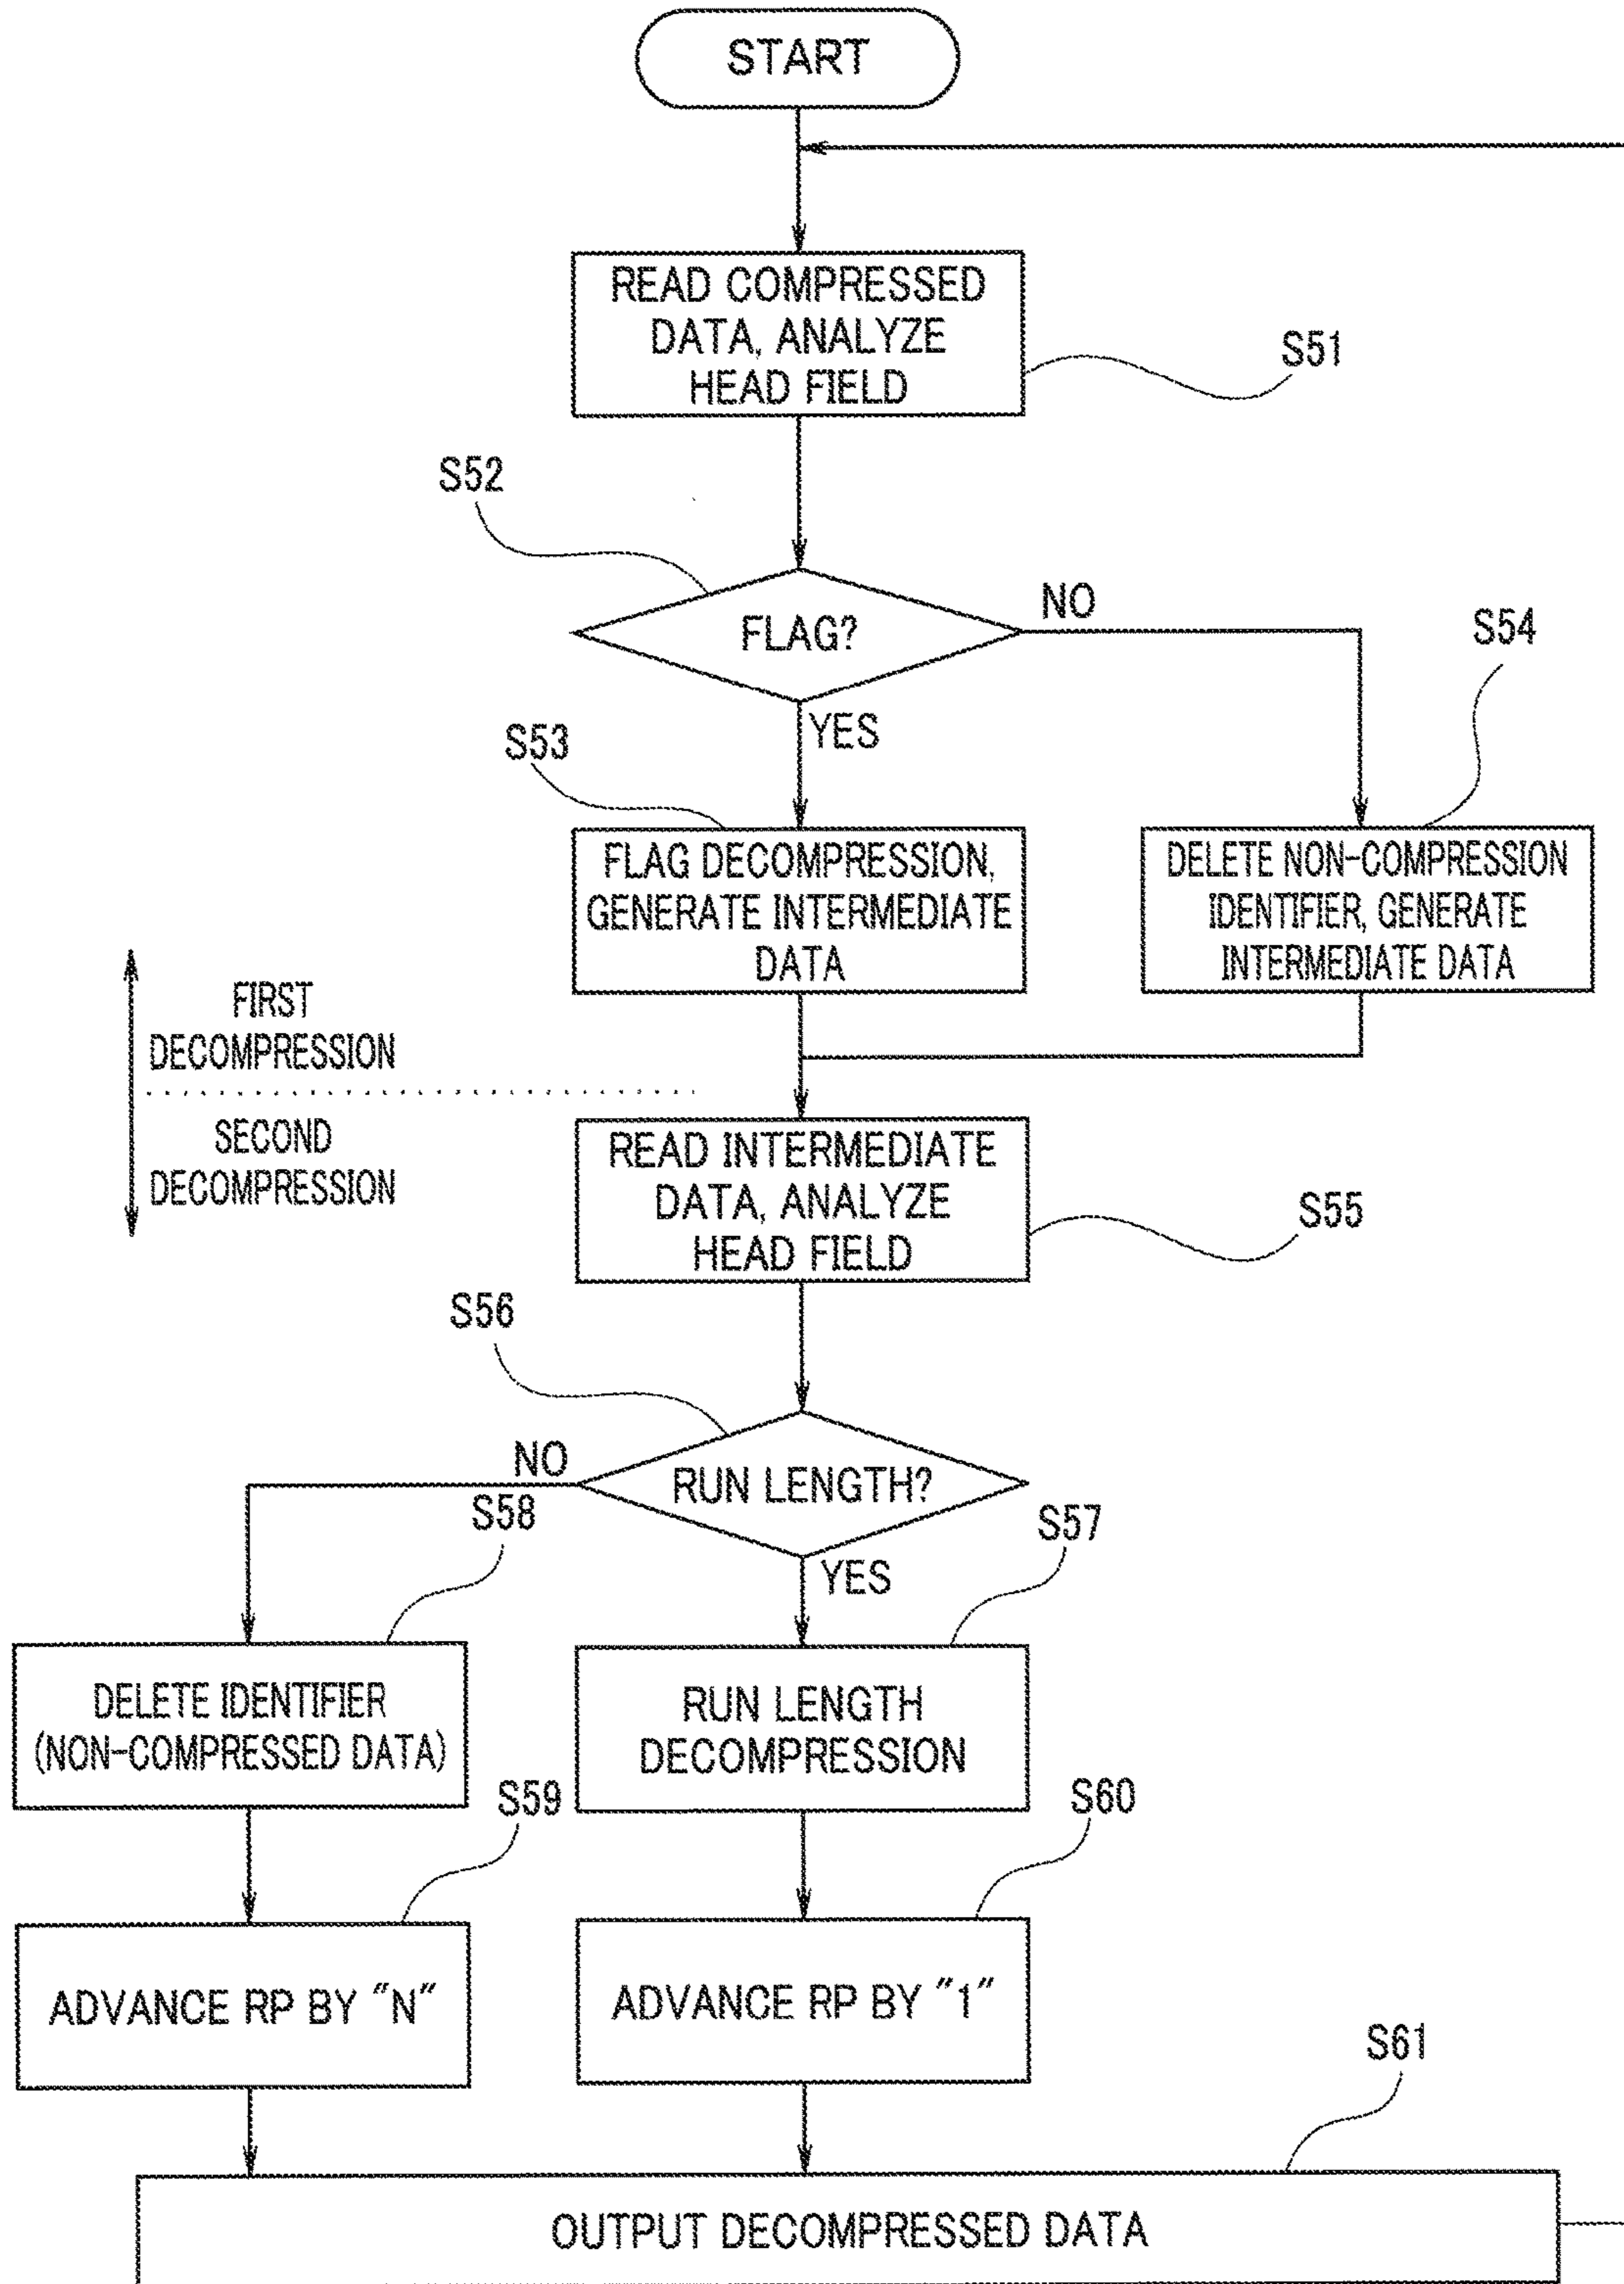 START
READ COMPRESSED
DATA, ANALYZE
HEAD FIELD
S51
S52
FLAG?
NO
YES
S54
S53
FLAG DECOMPRESSION,
GENERATE INTERMEDIATE
DATA
DELETE NON-COMPRESSION
IDENTIFIER, GENERATE
INTERMEDIATE DATA
FIRST
DECOMPRESSION
SECOND
DECOMPRESSION
READ INTERMEDIATE
DATA, ANALYZE
HEAD FIELD
S55
S56
RUN LENGTH?
NO
YES
S58
S57
DELETE IDENTIFIER
(NON-COMPRESSED DATA)
RUN LENGTH
DECOMPRESSION
S59
S60
ADVANCE RP BY "N"
ADVANCE RP BY "1"
S61
OUTPUT DECOMPRESSED DATA